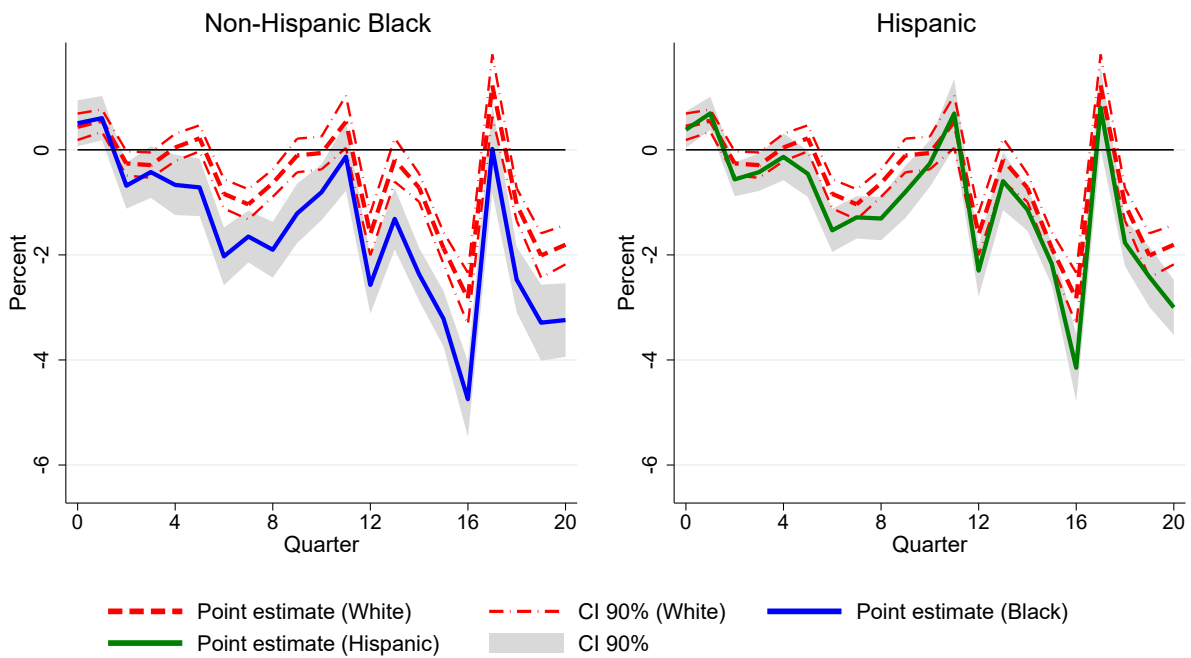 Non-Hispanic Black
Hispanic
Percent
0
2
-4
-6
0 4 8 12 16 20
Quarter
Percent
0
2
-4
-6
0 4 8 12 16 20
Quarter
Point estimate (White) CI 90% (White) Point estimate (Black)
Point estimate (Hispanic) CI 90%